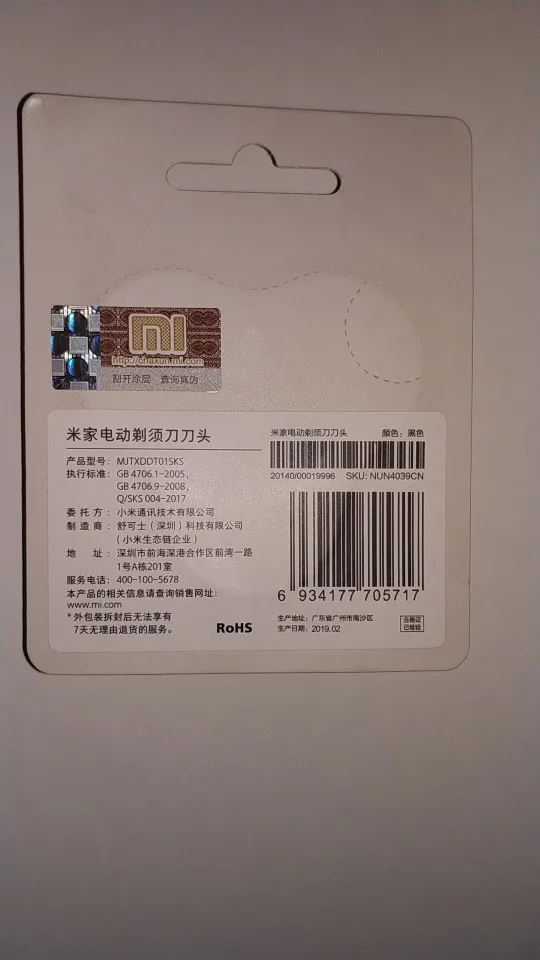 mi
http://chaxun.mi.com
刮开涂层 查询真伪
米家电动剃须刀刀头
产品型号: MJTXDDT01SKS
执行标准: GB 4706.1-2005,
GB 4706.9-2008,
Q/SKS 004-2017
委托方: 小米通讯技术有限公司
制造商: 舒可士(深圳)科技有限公司
(小米生态链企业)
地址: 深圳市前海深港合作区前湾一路
1号A栋201室
服务电话: 400-100-5678
本产品的相关信息请查询销售网址:
www.mi.com
*外包装拆封后无法享有
7天无理由退货的服务。
RoHS
米家电动剃须刀刀头 颜色: 黑色
20140/00019996 SKU: NUN4039CN
6 934177 705717
生产地址: 广东省广州市南沙区
生产日期: 2019.02
合格证
已检验